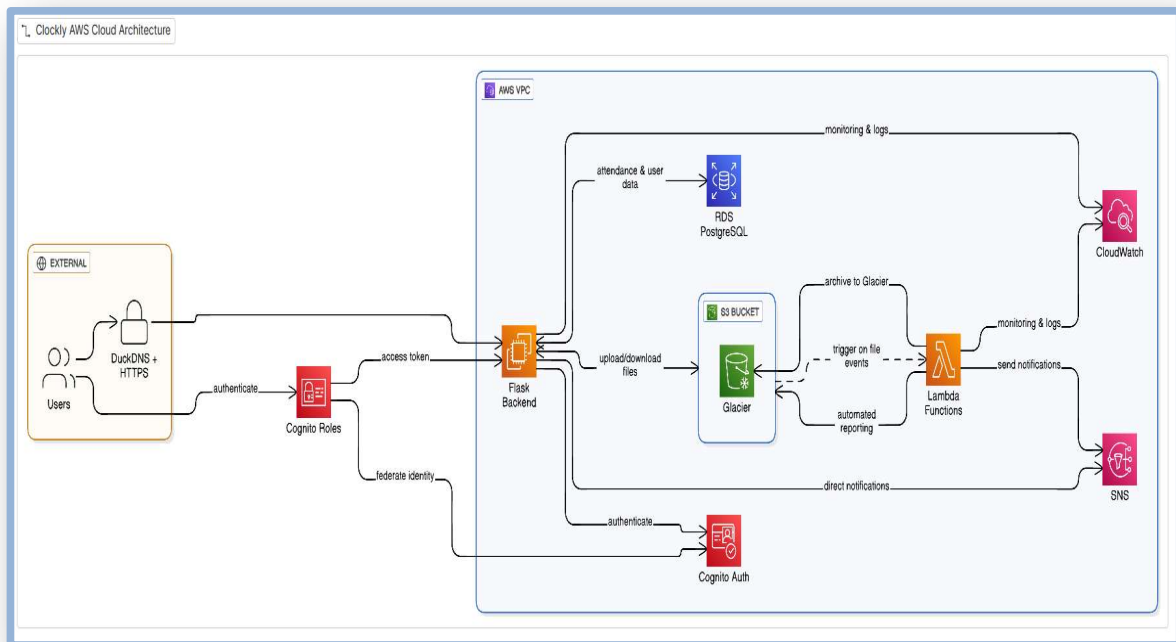 Clockly AWS Cloud Architecture
AWS VPC
monitoring & logs
attendance & user
data
RDS
PostgreSQL
CloudWatch
EXTERNAL
DuckDNS +
HTTPS
Users
authenticate
Cognito Roles
access token
federate identity
Flask
Backend
upload/download
files
S3 BUCKET
Glacier
archive to Glacier
trigger on file
events
automated
reporting
Lambda
Functions
monitoring & logs
send notifications
direct notifications
SNS
authenticate
Cognito Auth